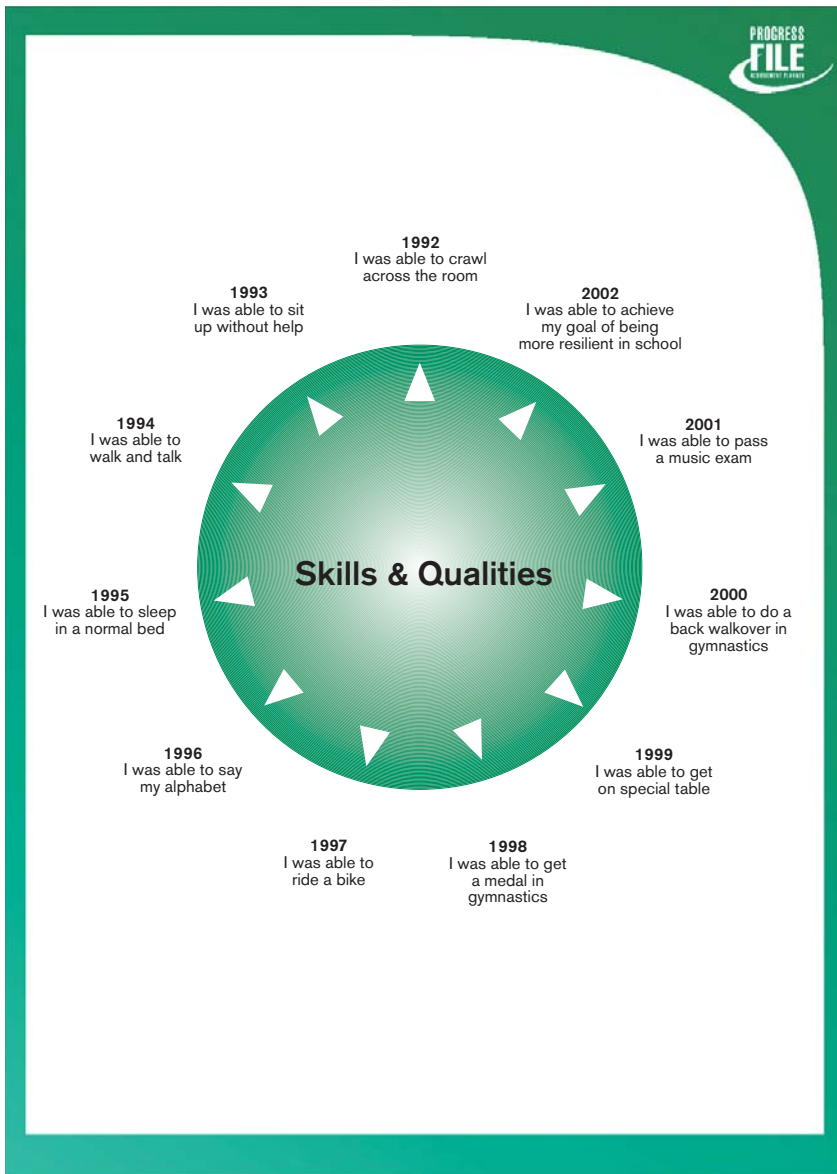 PROGRESS
FILE
ACHIEVEMENT PLANNER
1992
I was able to crawl
across the room
2002
I was able to achieve
my goal of being
more resilient in school
2001
I was able to pass
a music exam
2000
I was able to do a
back walkover in
gymnastics
1999
I was able to get
on special table
1998
I was able to get
a medal in
gymnastics
1997
I was able to
ride a bike
1996
I was able to say
my alphabet
1995
I was able to sleep
in a normal bed
1994
I was able to
walk and talk
1993
I was able to sit
up without help
Skills & Qualities